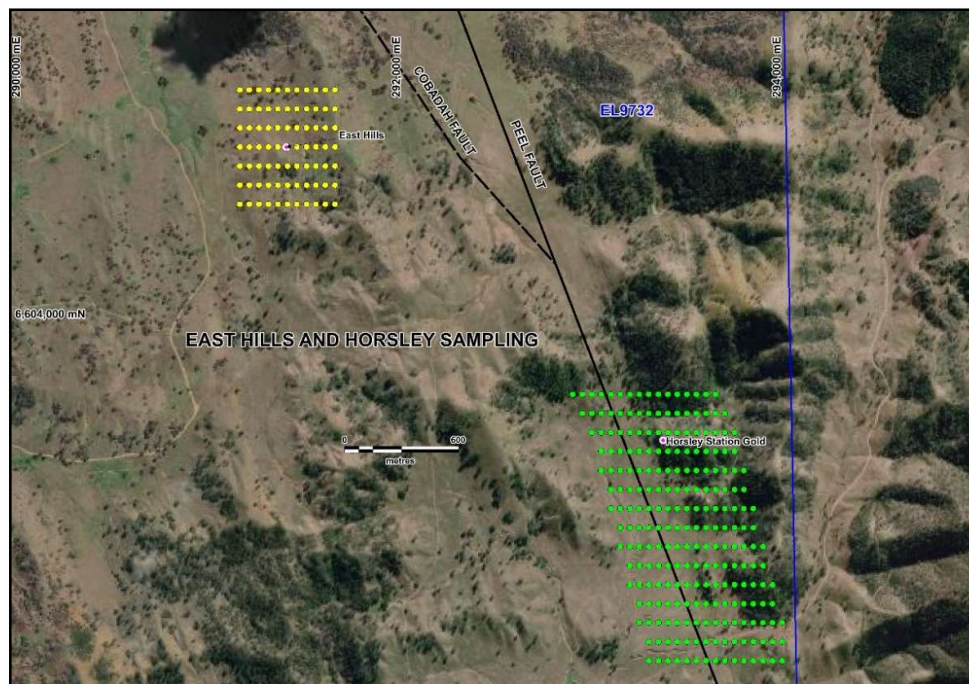 290,000 mE
292,000 mE
294,000 mE
EL9732
COBADAH FAULT
PEEL FAULT
East Hills
6,604,000 mN
EAST HILLS AND HORSLEY SAMPLING
0
600
metres
Horsley Station Gold